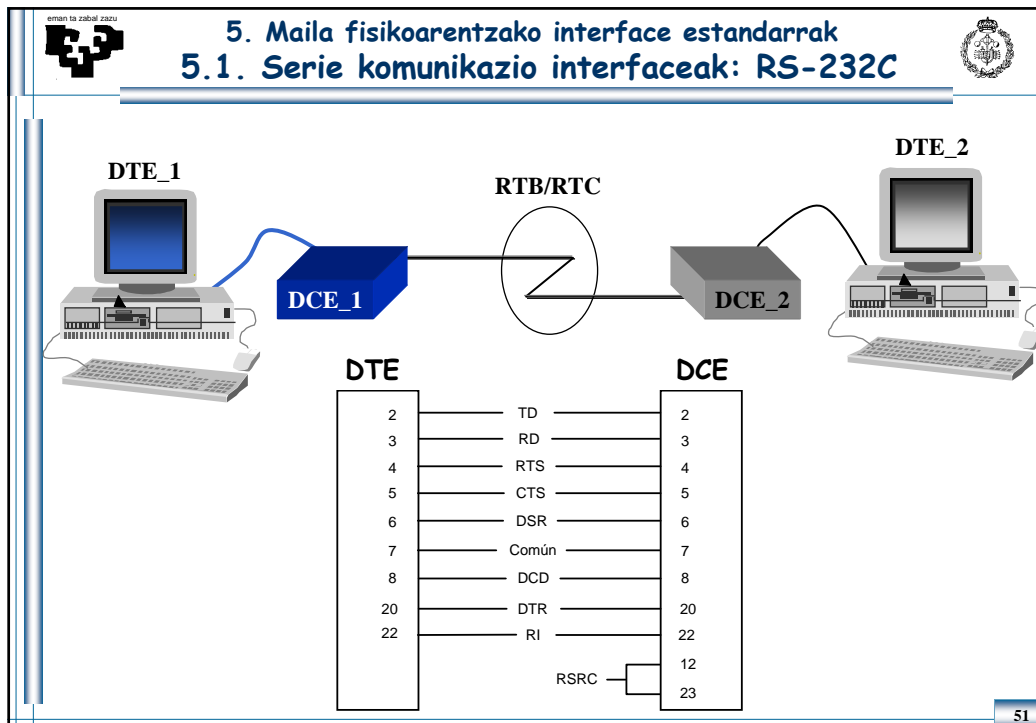 eman ta zabal zazu
5. Maila fisikoarentzako interface estandarrak
5.1. Serie komunikazio interfaceak: RS-232C
DTE_1
RTB/RTC
DTE_2
DCE_1
DCE_2
DTE
DCE
2 TD 2
3 RD 3
4 RTS 4
5 CTS 5
6 DSR 6
7 Común 7
8 DCD 8
20 DTR 20
22 RI 22
12
RSRC
23
51